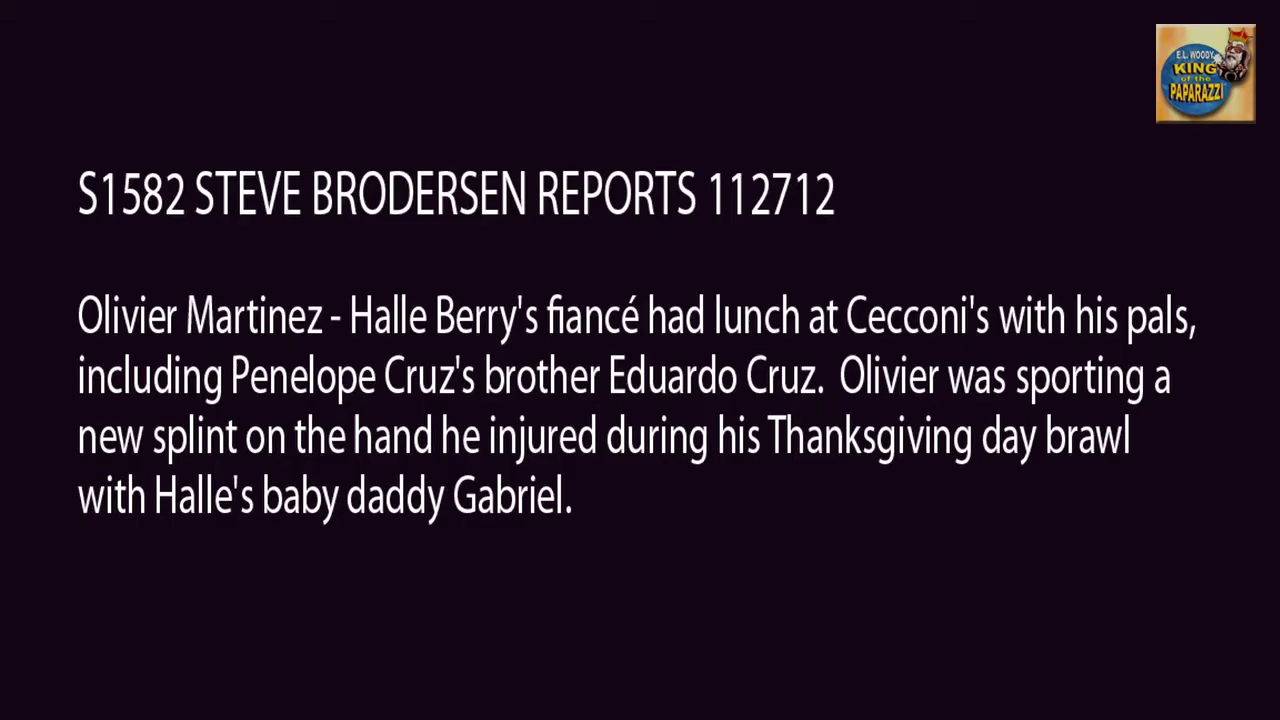 E.L. WOODY
KING
of the
PAPARAZZI
S1582 STEVE BRODERSEN REPORTS 112712
Olivier Martinez - Halle Berry's fiancé had lunch at Cecconi's with his pals,
including Penelope Cruz's brother Eduardo Cruz.  Olivier was sporting a
new splint on the hand he injured during his Thanksgiving day brawl
with Halle's baby daddy Gabriel.